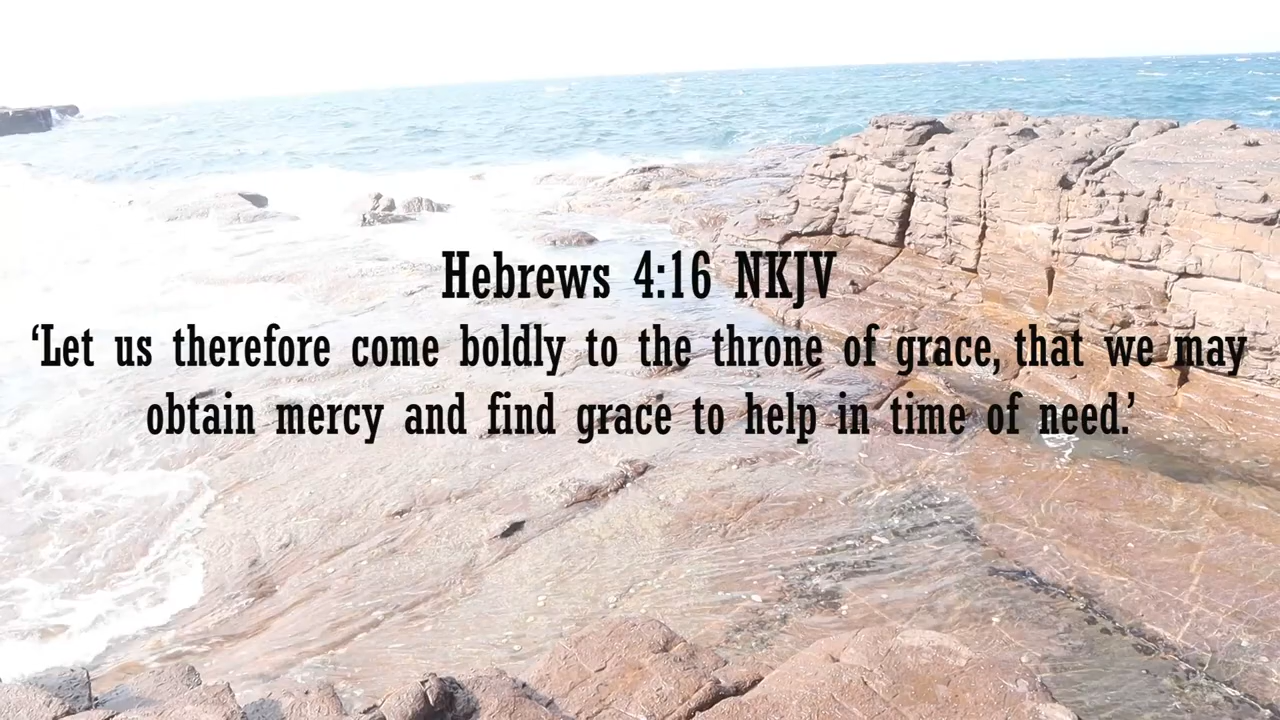 Hebrews 4:16 NKJV
‘Let us therefore come boldly to the throne of grace, that we may
obtain mercy and find grace to help in time of need.’